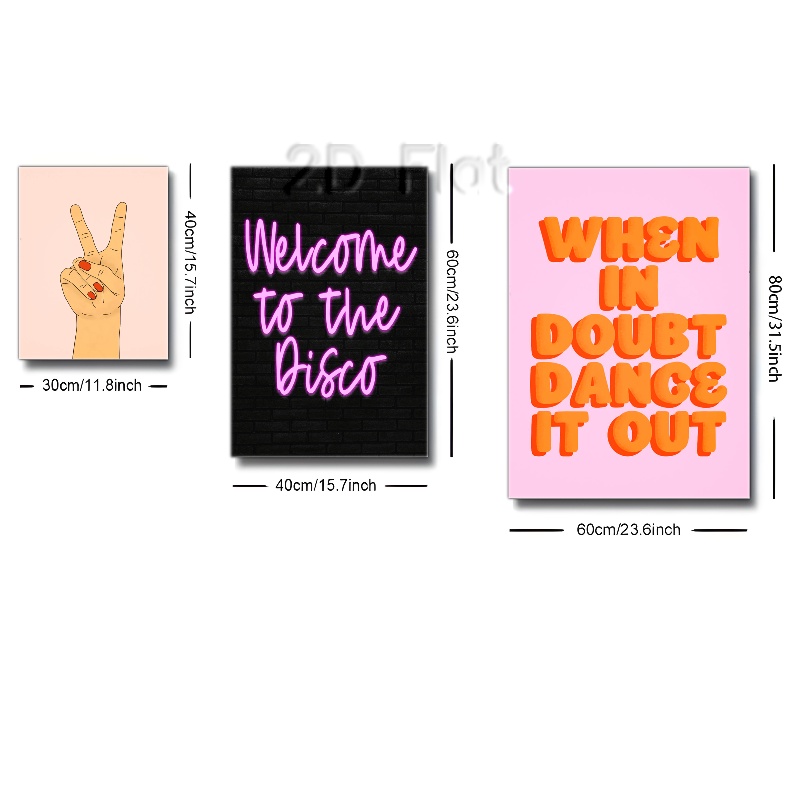 2D Flat
40cm/15.7inch
30cm/11.8inch
Welcome
to the
Disco
60cm/23.6inch
40cm/15.7inch
WHEN
IN
DOUBT
DANCE
IT OUT
80cm/31.5inch
60cm/23.6inch